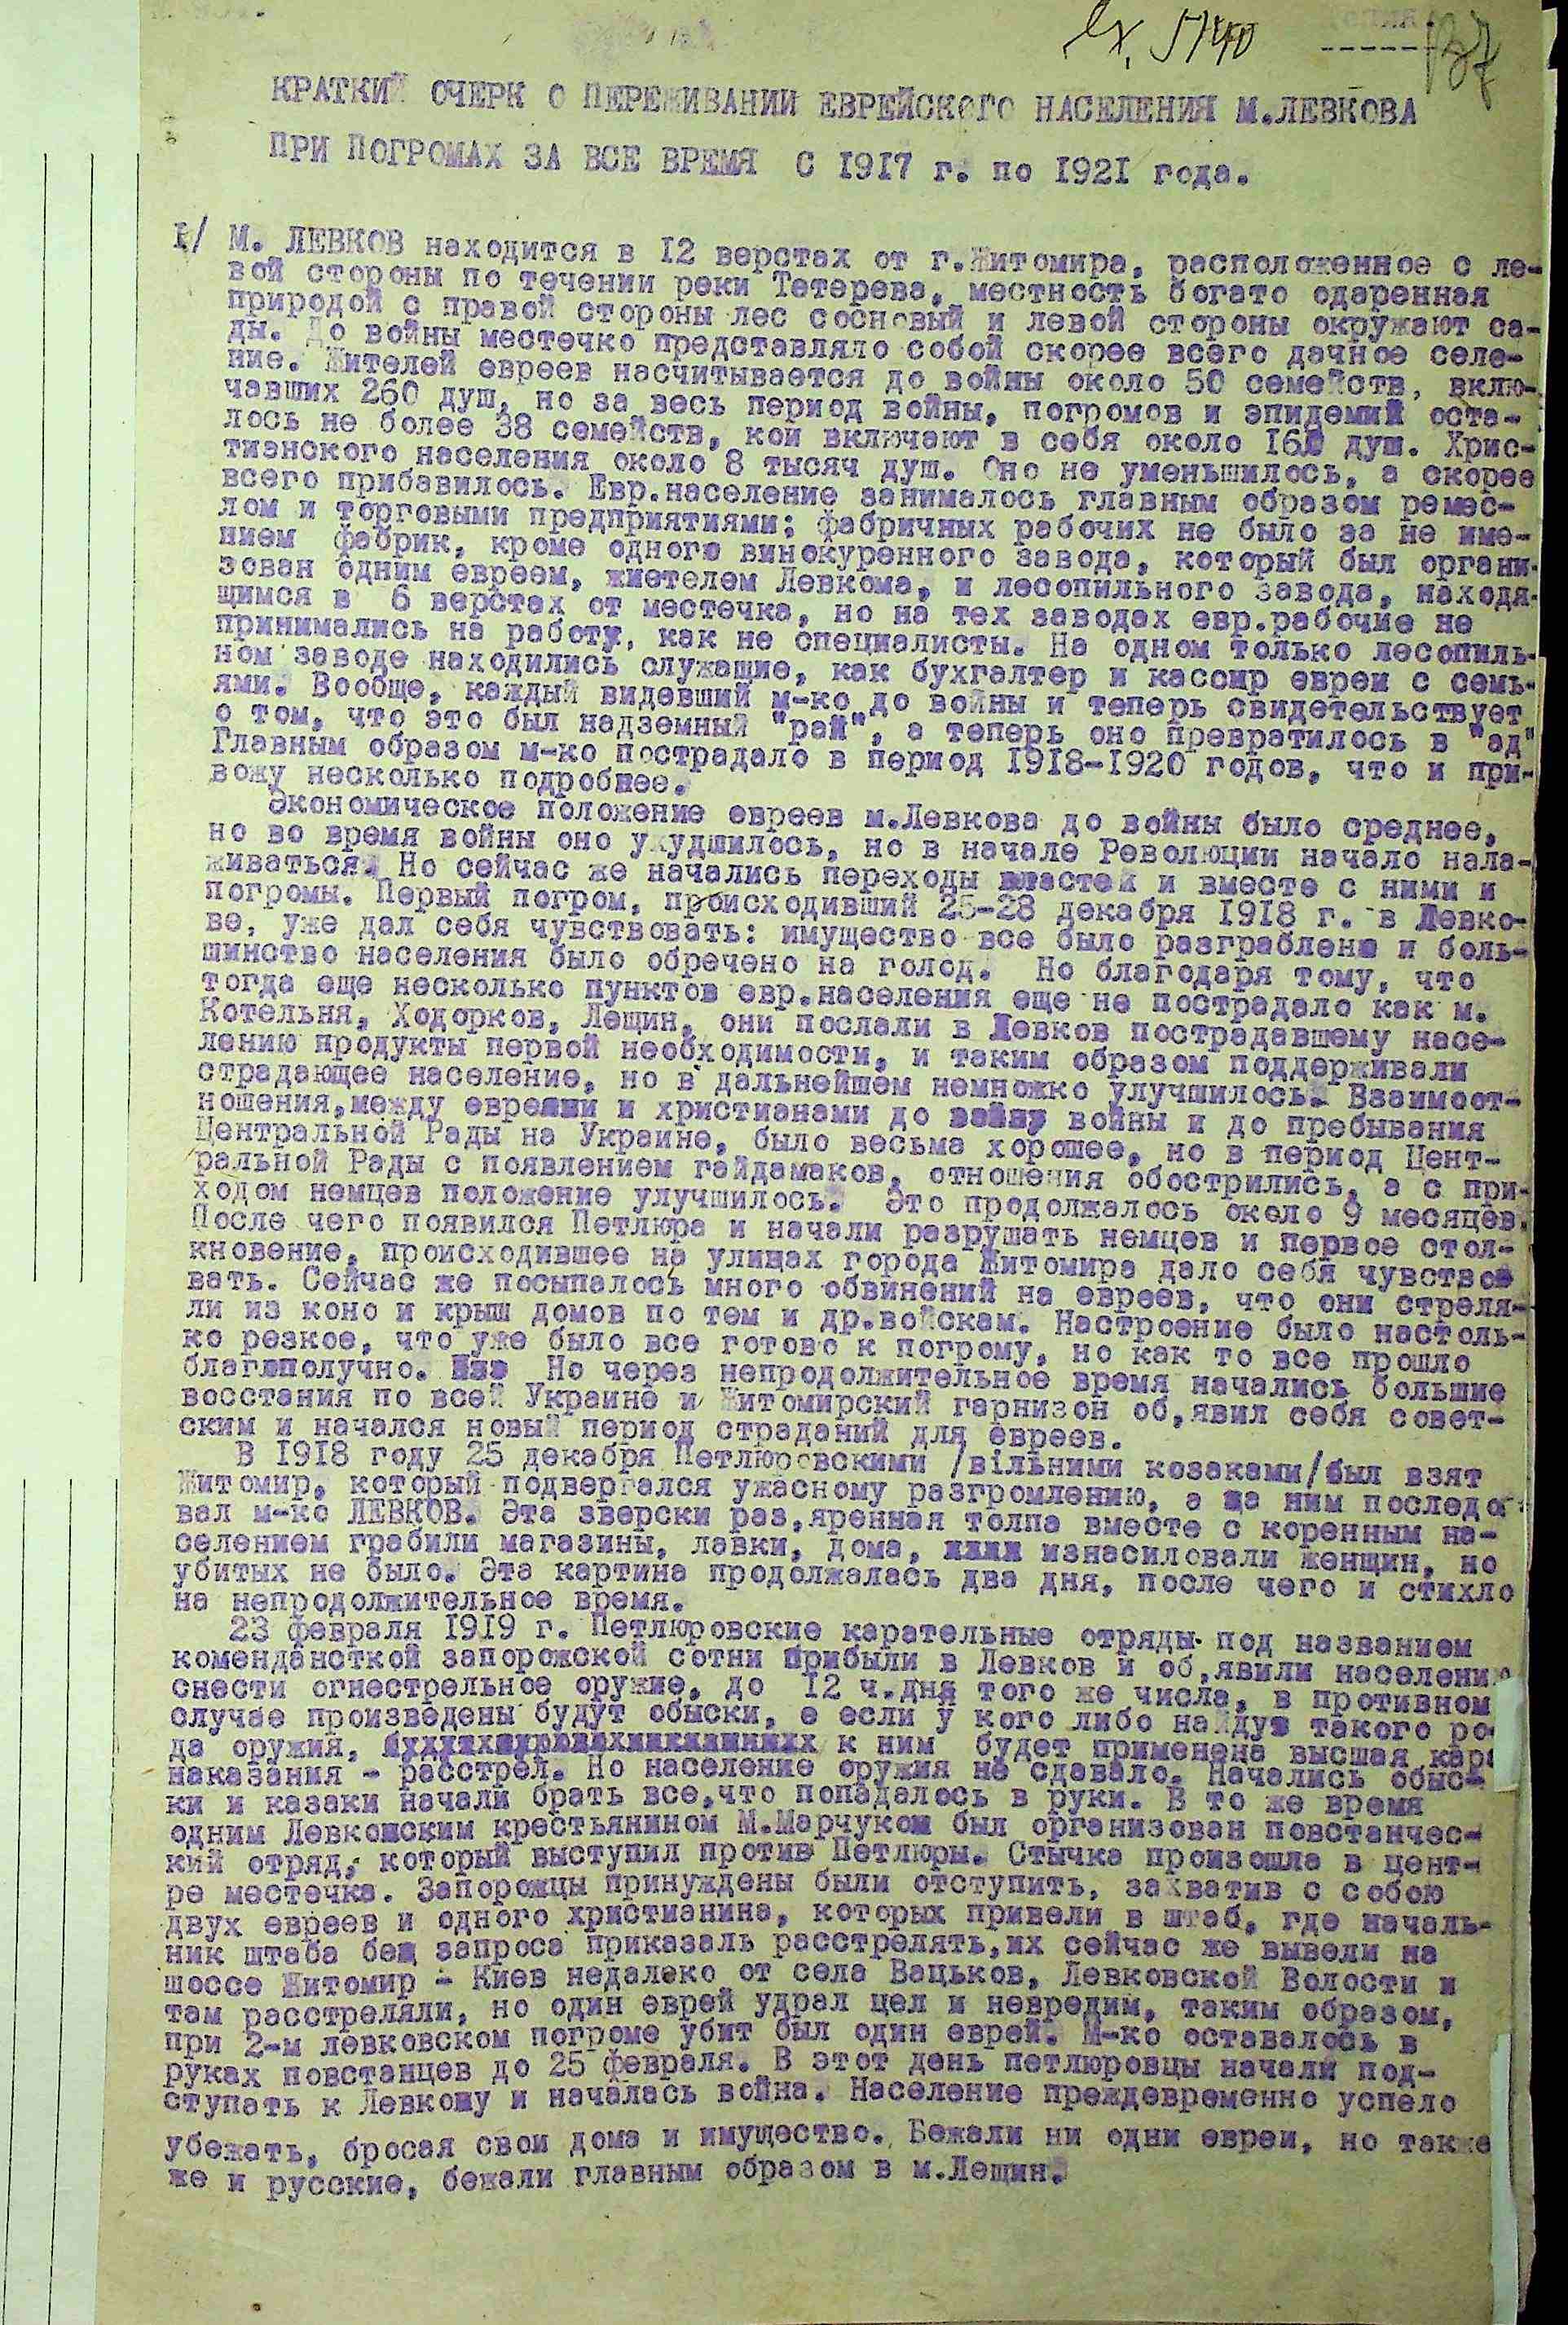 вх. 5740
137
КРАТКИЙ ОЧЕРК О ПЕРЕЖИВАНИИ ЕВРЕЙСКОГО НАСЕЛЕНИЯ М.ЛЕВКОВА
ПРИ ПОГРОМАХ ЗА ВСЕ ВРЕМЯ С 1917 г. по 1921 года.
1/ М. ЛЕВКОВ находится в 12 верстах от г.Житомира, расположенное с ле-
вой стороны по течении реки Тетерева, местность богато одаренная
природой с правой стороны лес сосновый и левой стороны окружают са-
ды. До войны местечко представляло собой скорее всего дачное селе-
ние. Жителей евреев насчитывается до войны около 50 семейств, вклю-
чавших 260 душ, но за весь период войны, погромов и эпидемий оста-
лось не более 38 семейств, кои включают в себя около 160 душ. Хрис-
тианского населения около 8 тысяч душ. Оно не уменьшилось, а скорее
всего прибавилось. Евр.население занималось главным образом ремес-
лом и торговыми предприятиями; фабричных рабочих не было за не име-
нием фабрик, кроме одного винокуренного завода, который был органи-
зован одним евреем, жиетелем Левкома, и лесопильного завода, находя-
щимся в 6 верстах от местечка, но на тех заводах евр.рабочие не
принимались на работу, как не специалисты. На одном только лесопиль-
ном заводе находились служащие, как бухгалтер и кассир евреи с семь-
ями. Вообще, каждый видевший м-ко до войны и теперь свидетельствует
о том, что это был надземный "рай", а теперь оно превратилось в "ад"
Главным образом м-ко пострадало в период 1918-1920 годов, что и при-
вожу несколько подробнее.
Экономическое положение евреев м.Левкова до войны было среднее,
но во время войны оно ухудшилось, но в начале Революции начало нала-
живаться. Но сейчас же начались переходы властей и вместе с ними и
погромы. Первый погром, происходивший 25-28 декабря 1918 г. в Левко-
ве, уже дал себя чувствовать: имущество все было разграблено и боль-
шинство населения было обречено на голод. Но благодаря тому, что
тогда еще несколько пунктов евр.населения еще не пострадало как м.
Котельня, Ходорков, Лещин, они послали в Левков пострадавшему насе-
лению продукты первой необходимости, и таким образом поддерживали
страдающее население, но в дальнейшем немножко улучшилось. Взаимоот-
ношения,между евреями и христианами до войну войны и до пребывания
Центральной Рады на Украине, было весьма хорошее, но в период Цент-
ральной Рады с появлением гайдамаков, отношения обострились, а с при-
ходом немцев положение улучшилось. Это продолжалось около 9 месяцев.
После чего появился Петлюра и начали разрушать немцев и первое стол-
кновение, происходившее на улицах города Житомира дало себя чувство-
вать. Сейчас же посыпалось много обвинений на евреев, что они стреля-
ли из коно и крыш домов по тем и др.войскам. Настроение было настоль-
ко резкое, что уже было все готово к погрому, но как то все прошло
благополучно. Но через непродолжительное время начались большие
восстания по всей Украине и Житомирский гарнизон об,явил себя совет-
ским и начался новый период страданий для евреев.
В 1918 году 25 декабря Петлюровскими /вільними козаками/был взят
Житомир, который подвергался ужасному разгромлению, а за ним последо-
вал м-ко ЛЕВКОВ. Эта зверски раз,яренная толпа вместе с коренным на-
селением грабили магазины, лавки, дома, изнасиловали женщин, но
убитых не было. Эта картина продолжалась два дня, после чего и стихло
на непродолжительное время.
23 февраля 1919 г. Петлюровские карательные отряды под названием
комендансткой запорожской сотни прибыли в Левков и об,явили населению
снести огнестрельное оружие, до 12 ч.дня того же числа, в противном
случае произведены будут обыски, е если у кого либо найдут такого ро-
да оружия, к ним будет применена высшая кара
наказания - расстрел. Но население оружия не сдавало. Начались обыс-
ки и казаки начали брать все,что попадалось в руки. В то же время
одним Левковским крестьянином М.Марчуком был организован повстанчес-
кий отряд, который выступил против Петлюры. Стычка произошла в цент-
ре местечка. Запорожцы принуждены были отступить, захватив с собою
двух евреев и одного христианина, которых привели в штаб, где началь-
ник штаба без запроса приказаль расстрелять,их сейчас же вывели на
шоссе Житомир - Киев недалеко от села Вацьков, Левковской Волости и
там расстреляли, но один еврей удрал цел и невредим, таким образом,
при 2-м левковском погроме убит был один еврей. М-ко оставалось в
руках повстанцев до 25 февраля. В этот день петлюровцы начали под-
ступать к Левкову и началась война. Население преждевременно успело
убежать, бросая свои дома и имущество. Бежали ни одни евреи, но также
же и русские, бежали главным образом в м.Лещин.